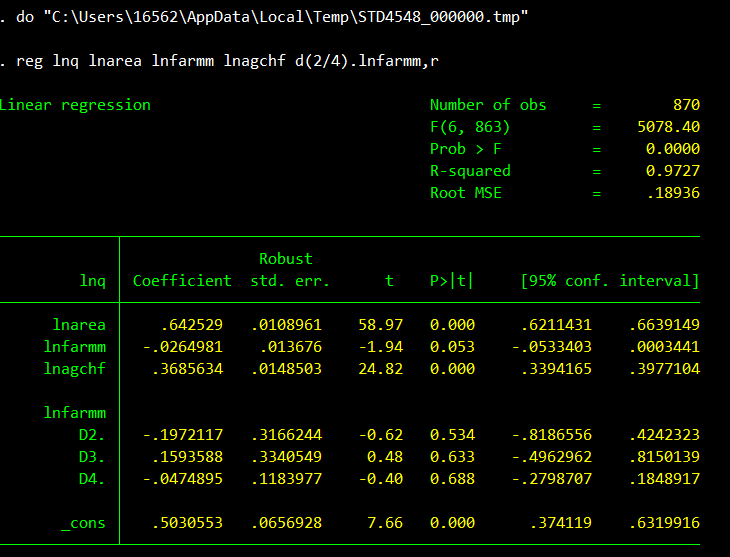 . do "C:\Users\16562\AppData\Local\Temp\STD4548_000000.tmp"
. reg lnq lnarea lnfarmm lnagchf d(2/4).lnfarmm,r
Linear regression Number of obs = 870
F(6, 863) = 5078.40
Prob > F = 0.0000
R-squared = 0.9727
Root MSE = .18936
Robust
lnq Coefficient std. err. t P>|t| [95% conf. interval]
lnarea .642529 .0108961 58.97 0.000 .6211431 .6639149
lnfarmm -.0264981 .013676 -1.94 0.053 -.0533403 .0003441
lnagchf .3685634 .0148503 24.82 0.000 .3394165 .3977104
lnfarmm
D2. -.1972117 .3166244 -0.62 0.534 -.8186556 .4242323
D3. .1593588 .3340549 0.48 0.633 -.4962962 .8150139
D4. -.0474895 .1183977 -0.40 0.688 -.2798707 .1848917
_cons .5030553 .0656928 7.66 0.000 .374119 .6319916